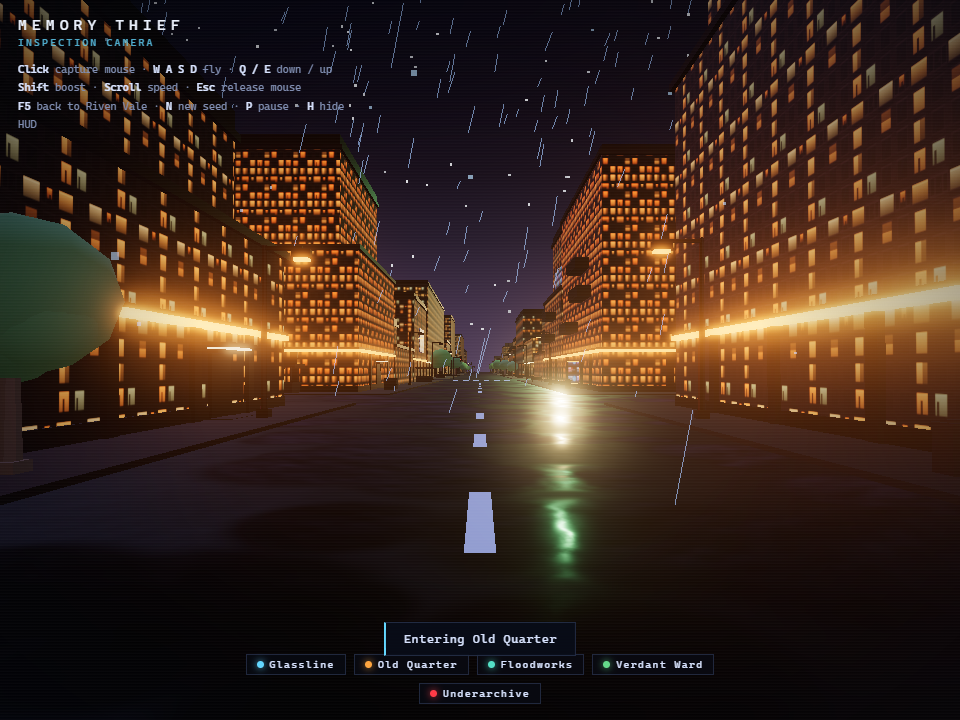 MEMORY THIEF
INSPECTION CAMERA
Click capture mouse · W A S D fly · Q / E down / up
Shift boost · Scroll speed · Esc release mouse
F5 back to Riven Vale · N new seed · P pause · H hide
HUD
Entering Old Quarter
Glassline Old Quarter Floodworks Verdant Ward
Underarchive